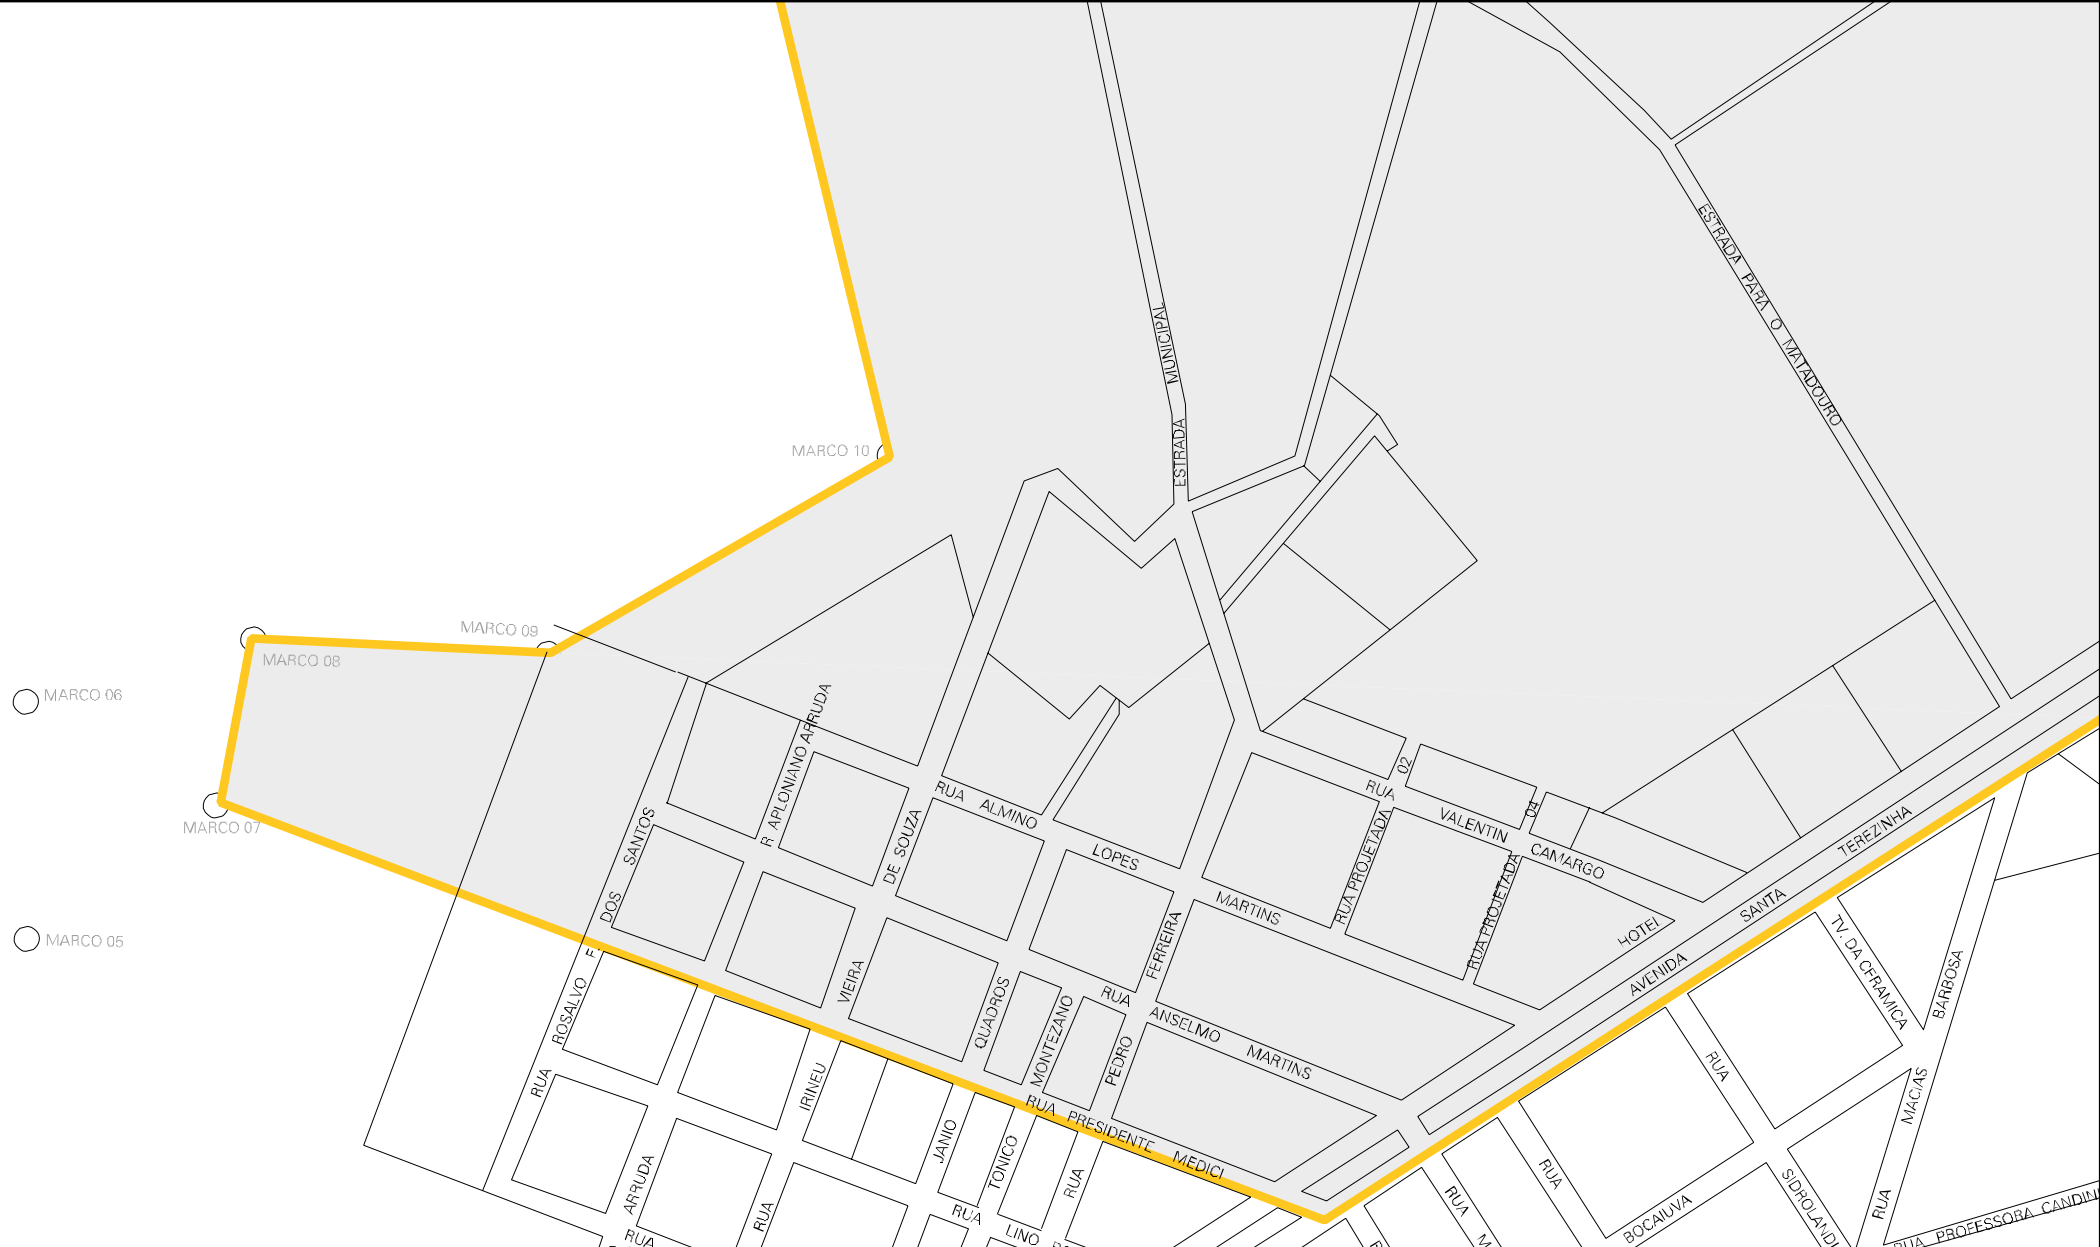 ESTRADA PARA O MATADOURO
MUNICIPAL
ESTRADA
MARCO 10
MARCO 09
MARCO 08
MARCO 06
MARCO 07
MARCO 05
R APLONIANO ARRUDA
RUA ALMINO LOPES MARTINS
RUA VALENTIN CAMARGO
02
04
RUA PROJETADA
RUA PROJETADA
HOTEL
AVENIDA SANTA TEREZINHA
RUA ROSALVO F. DOS SANTOS
IRINEU VIEIRA DE SOUZA
JANIO QUADROS
TONICO MONTEZANO
RUA PEDRO FERREIRA
RUA ANSELMO MARTINS
RUA PRESIDENTE MEDICI
ARRUDA
RUA
RUA
RUA LINO
TV. DA CERAMICA
RUA MACIAS BARBOSA
RUA
SIDROLANDI
RUA
RUA M
BOCAIUVA
RUA PROFESSORA CANDIN